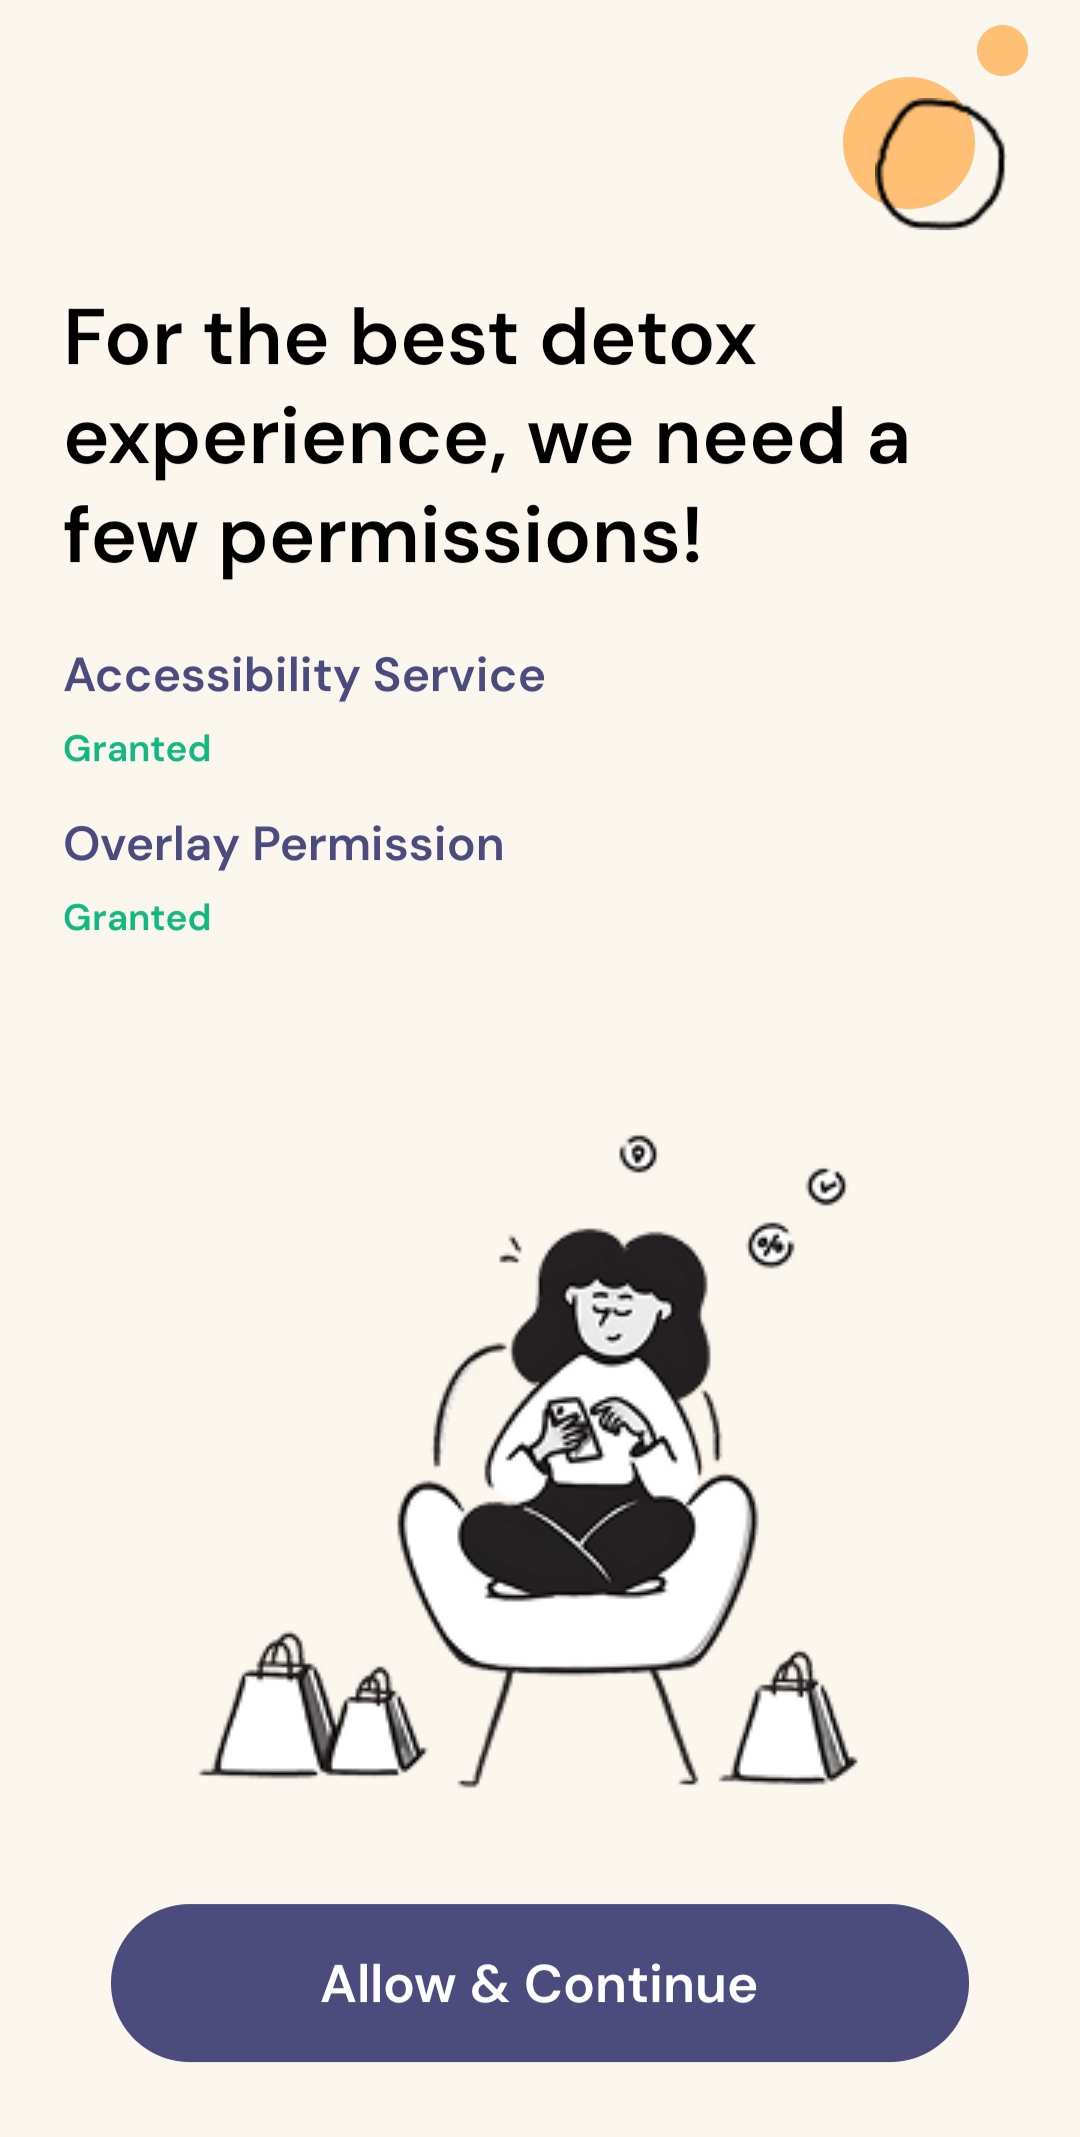 For the best detox
experience, we need a
few permissions!
Accessibility Service
Granted
Overlay Permission
Granted
%
Allow & Continue